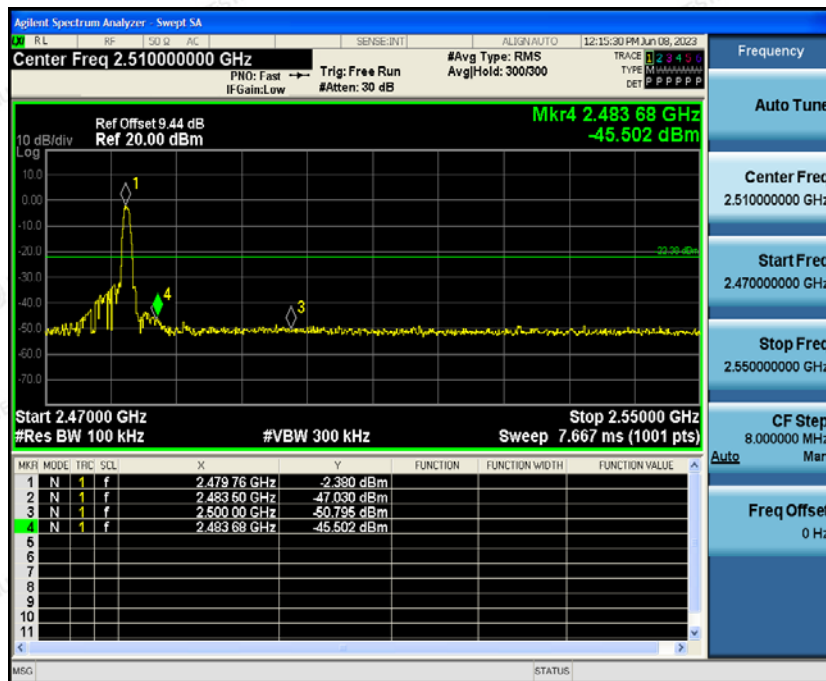 Agilent Spectrum Analyzer - Swept SA
RL RF 50 Ω AC SENSE:INT ALIGN AUTO 12:15:30 PM Jun 08, 2023
Center Freq 2.510000000 GHz
PNO: Fast
IFGain:Low
Trig: Free Run
#Atten: 30 dB
#Avg Type: RMS
Avg|Hold: 300/300
TRACE 1 2 3 4 5 6
TYPE M
DET P P P P P P
Ref Offset 9.44 dB
Ref 20.00 dBm
Mkr4 2.483 68 GHz
-45.502 dBm
10 dB/div
Log
10.0
0.00
-10.0
-20.0
-30.0
-40.0
-50.0
-60.0
-70.0
1
4
3
-22.39 dBm
Start 2.47000 GHz
Stop 2.55000 GHz
#Res BW 100 kHz
#VBW 300 kHz
Sweep 7.667 ms (1001 pts)
MKR MODE TRC SCL X Y FUNCTION FUNCTION WIDTH FUNCTION VALUE
1 N 1 f 2.479 76 GHz -2.390 dBm
2 N 1 f 2.483 50 GHz -47.030 dBm
3 N 1 f 2.500 00 GHz -50.795 dBm
4 N 1 f 2.483 68 GHz -45.502 dBm
5
6
7
8
9
10
11
MSG
STATUS
Frequency
Auto Tune
Center Freq
2.510000000 GHz
Start Freq
2.470000000 GHz
Stop Freq
2.550000000 GHz
CF Step
8.000000 MHz
Auto Man
Freq Offset
0 Hz